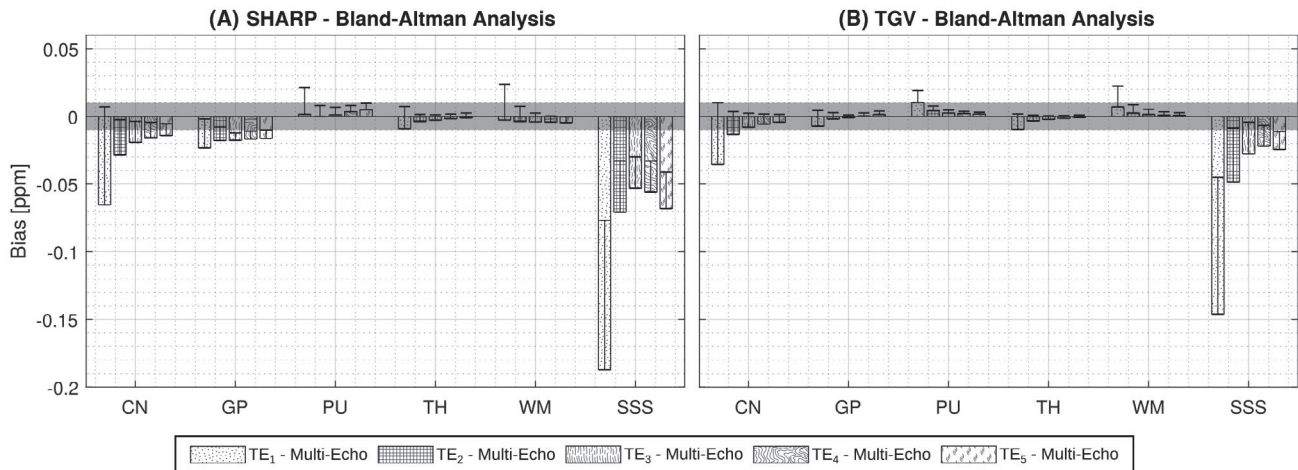 (A) SHARP - Bland-Altman Analysis
(B) TGV - Bland-Altman Analysis
Bias [ppm]
0.05
0
-0.05
-0.1
-0.15
-0.2
CN GP PU TH WM SSS
CN GP PU TH WM SSS
TE₁ - Multi-Echo TE₂ - Multi-Echo TE₃ - Multi-Echo TE₄ - Multi-Echo TE₅ - Multi-Echo